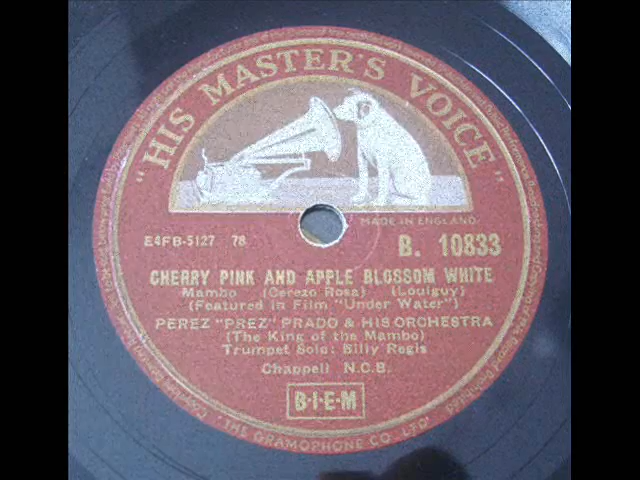 "HIS MASTER'S VOICE"
MADE IN ENGLAND
E4FB-5127 78
B. 10833
CHERRY PINK AND APPLE BLOSSOM WHITE
Mambo (Cerezo Rosa) (Louiguy)
(Featured in Film "Under Water")
PEREZ "PREZ" PRADO & HIS ORCHESTRA
(The King of the Mambo)
Trumpet Solo: Billy Regis
Chappell N.C.B.
B·I·E·M
THE GRAMOPHONE CO. LTD.